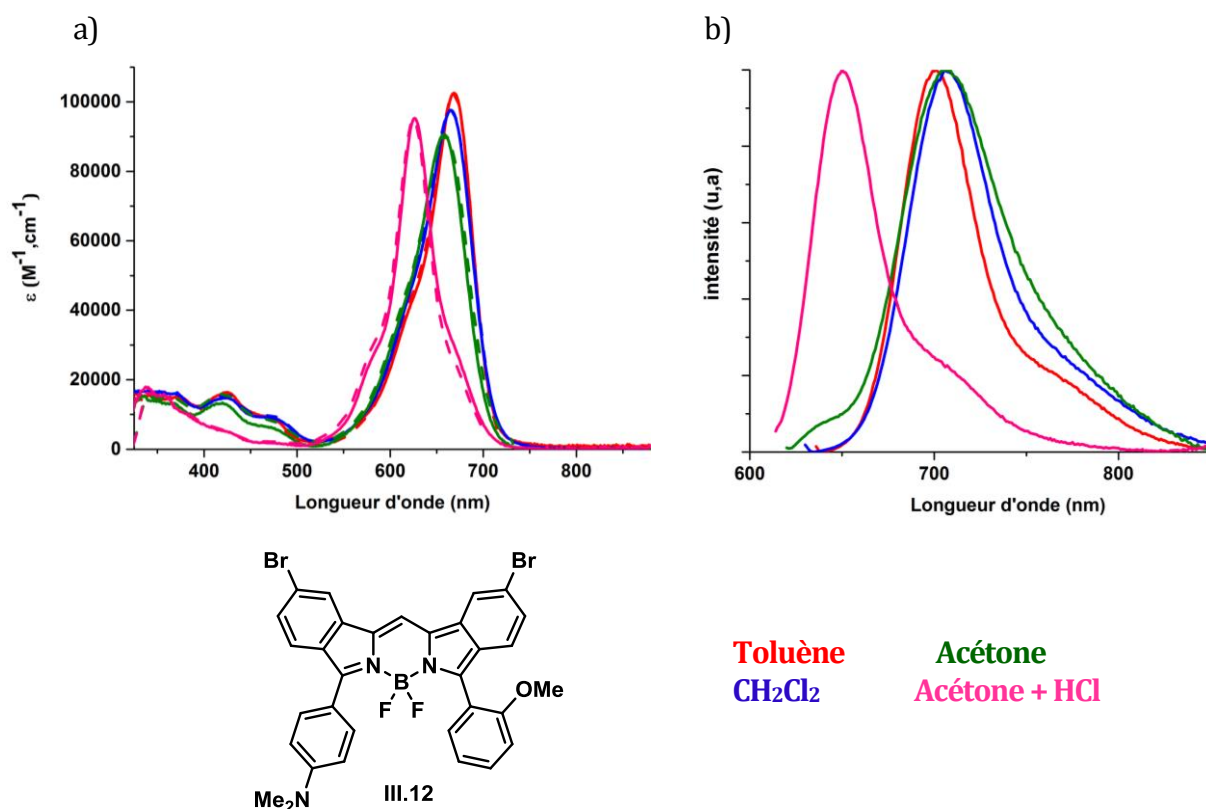 a)
b)
100000
80000
60000
40000
20000
0
ε (M⁻¹,cm⁻¹)
400
500
600
700
800
Longueur d'onde (nm)
intensité (u,a)
600
700
800
Longueur d'onde (nm)
Br
Br
N
N
B
F
F
OMe
Me₂N
III.12
Toluène Acétone
CH₂Cl₂ Acétone + HCl